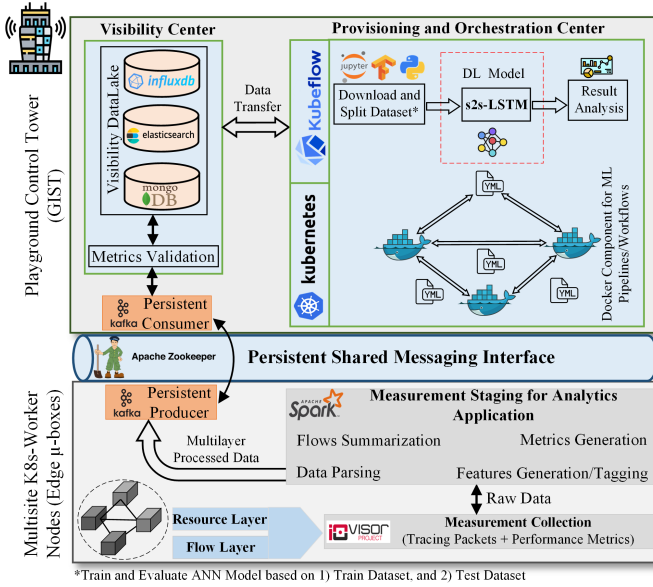 Visibility Center
Provisioning and Orchestration Center
Playground Control Tower
(GIST)
Visibility DataLake
influxdb
elasticsearch
mongo
DB
Metrics Validation
Data
Transfer
Kubeflow
kubernetes
jupyter
Download and
Split Dataset*
DL Model
s2s-LSTM
Result
Analysis
YML
YML
YML
YML
Docker Component for ML
Pipelines/Workflows
kafka
Persistent
Consumer
Apache Zookeeper
Persistent Shared Messaging Interface
Multisite K8s-Worker
Nodes (Edge μ-boxes)
kafka
Persistent
Producer
Multilayer
Processed Data
APACHE
Spark
Measurement Staging for Analytics
Application
Flows Summarization
Metrics Generation
Data Parsing
Features Generation/Tagging
Raw Data
Resource Layer
Flow Layer
iovisor
PROJECT
Measurement Collection
(Tracing Packets + Performance Metrics)
*Train and Evaluate ANN Model based on 1) Train Dataset, and 2) Test Dataset